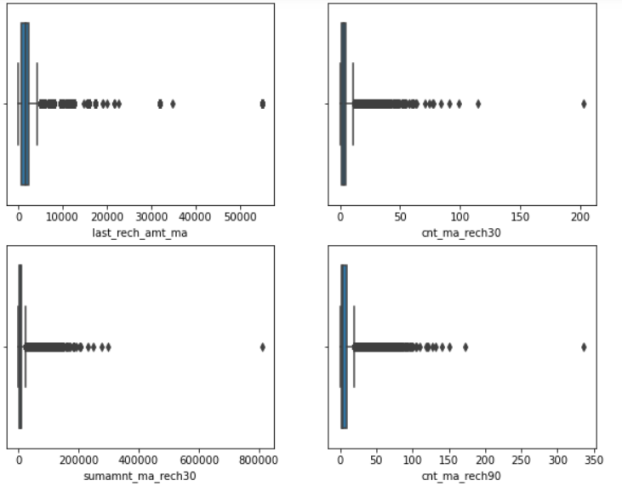 0 10000 20000 30000 40000 50000
last_rech_amt_ma
0 50 100 150 200
cnt_ma_rech30
0 200000 400000 600000 800000
sumamnt_ma_rech30
0 50 100 150 200 250 300 350
cnt_ma_rech90